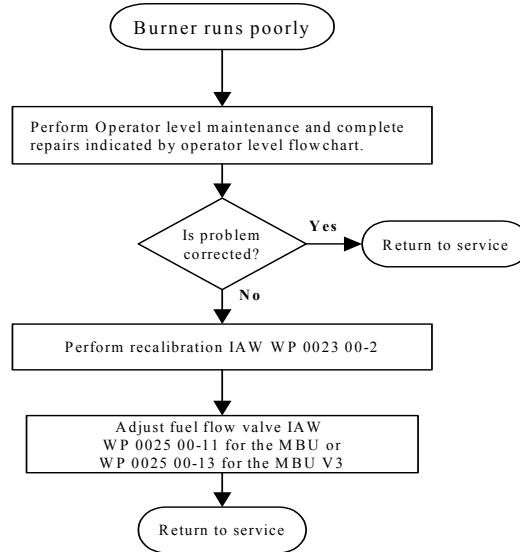 Burner runs poorly
Perform Operator level maintenance and complete
repairs indicated by operator level flowchart.
Is problem
corrected?
Yes
Return to service
No
Perform recalibration IAW WP 0023 00-2
Adjust fuel flow valve IAW
WP 0025 00-11 for the MBU or
WP 0025 00-13 for the MBU V3
Return to service